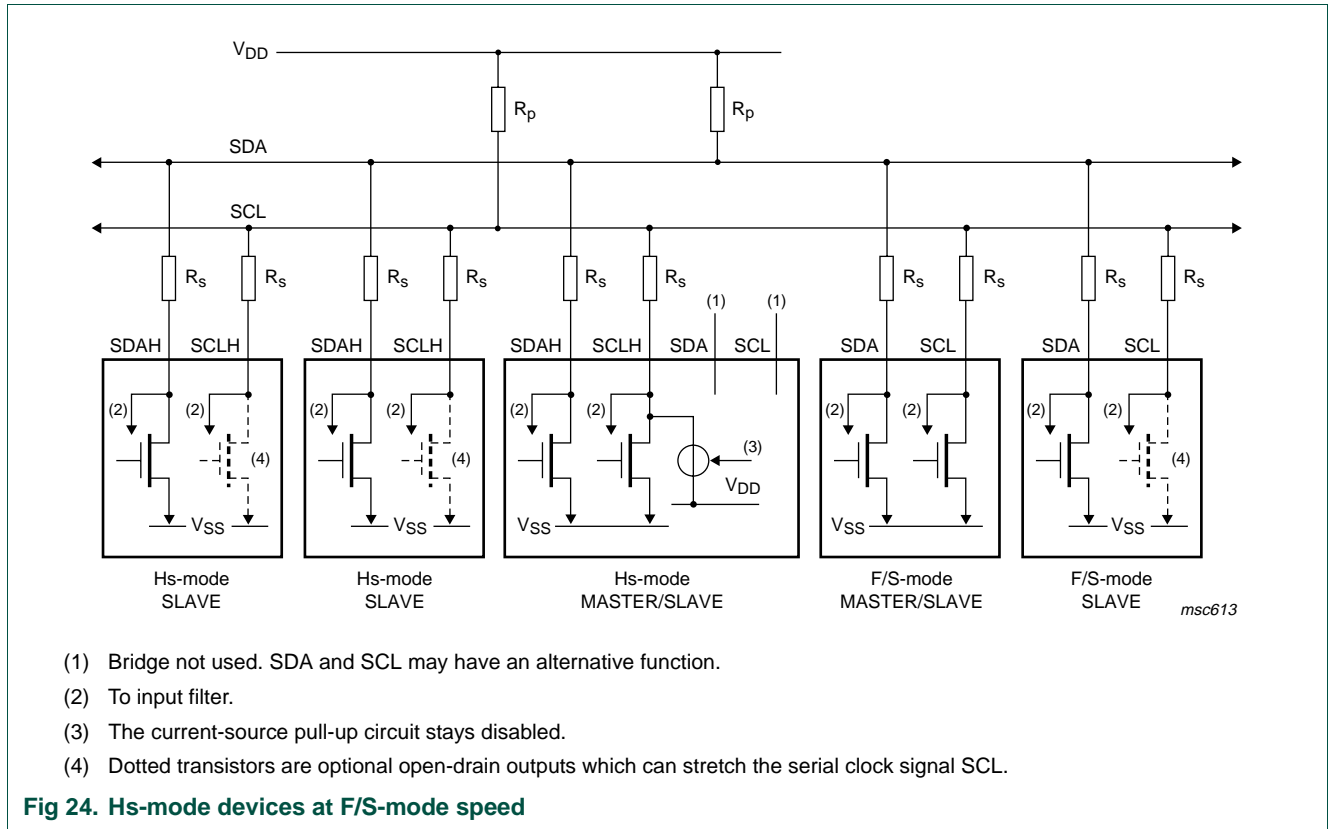 VDD
Rp Rp
SDA
SCL
Rs Rs Rs Rs Rs Rs Rs Rs Rs Rs
(1) (1)
SDAH SCLH SDAH SCLH SDAH SCLH SDA SCL SDA SCL SDA SCL
(2) (2) (2) (2) (2) (2) (2) (2) (2) (2)
(4) (4) (3) (4)
VDD
VSS VSS VSS VSS VSS
Hs-mode SLAVE
Hs-mode SLAVE
Hs-mode MASTER/SLAVE
F/S-mode MASTER/SLAVE
F/S-mode SLAVE
msc613
(1) Bridge not used. SDA and SCL may have an alternative function.
(2) To input filter.
(3) The current-source pull-up circuit stays disabled.
(4) Dotted transistors are optional open-drain outputs which can stretch the serial clock signal SCL.
Fig 24. Hs-mode devices at F/S-mode speed